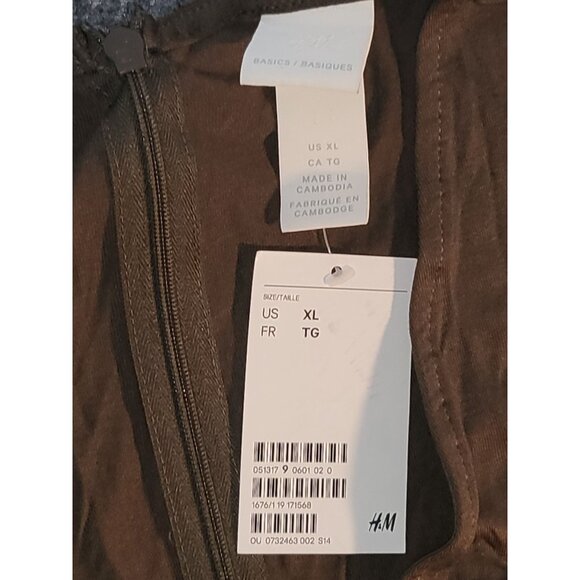 H&M
BASICS / BASIQUES
US XL
CA TG
MADE IN
CAMBODIA
FABRIQUÉ EN
CAMBODGE
SIZE/TAILLE
US XL
FR TG
051317 9 0601 02 0
1676/1 19 171568
H&M
OU 0732463 002 S14